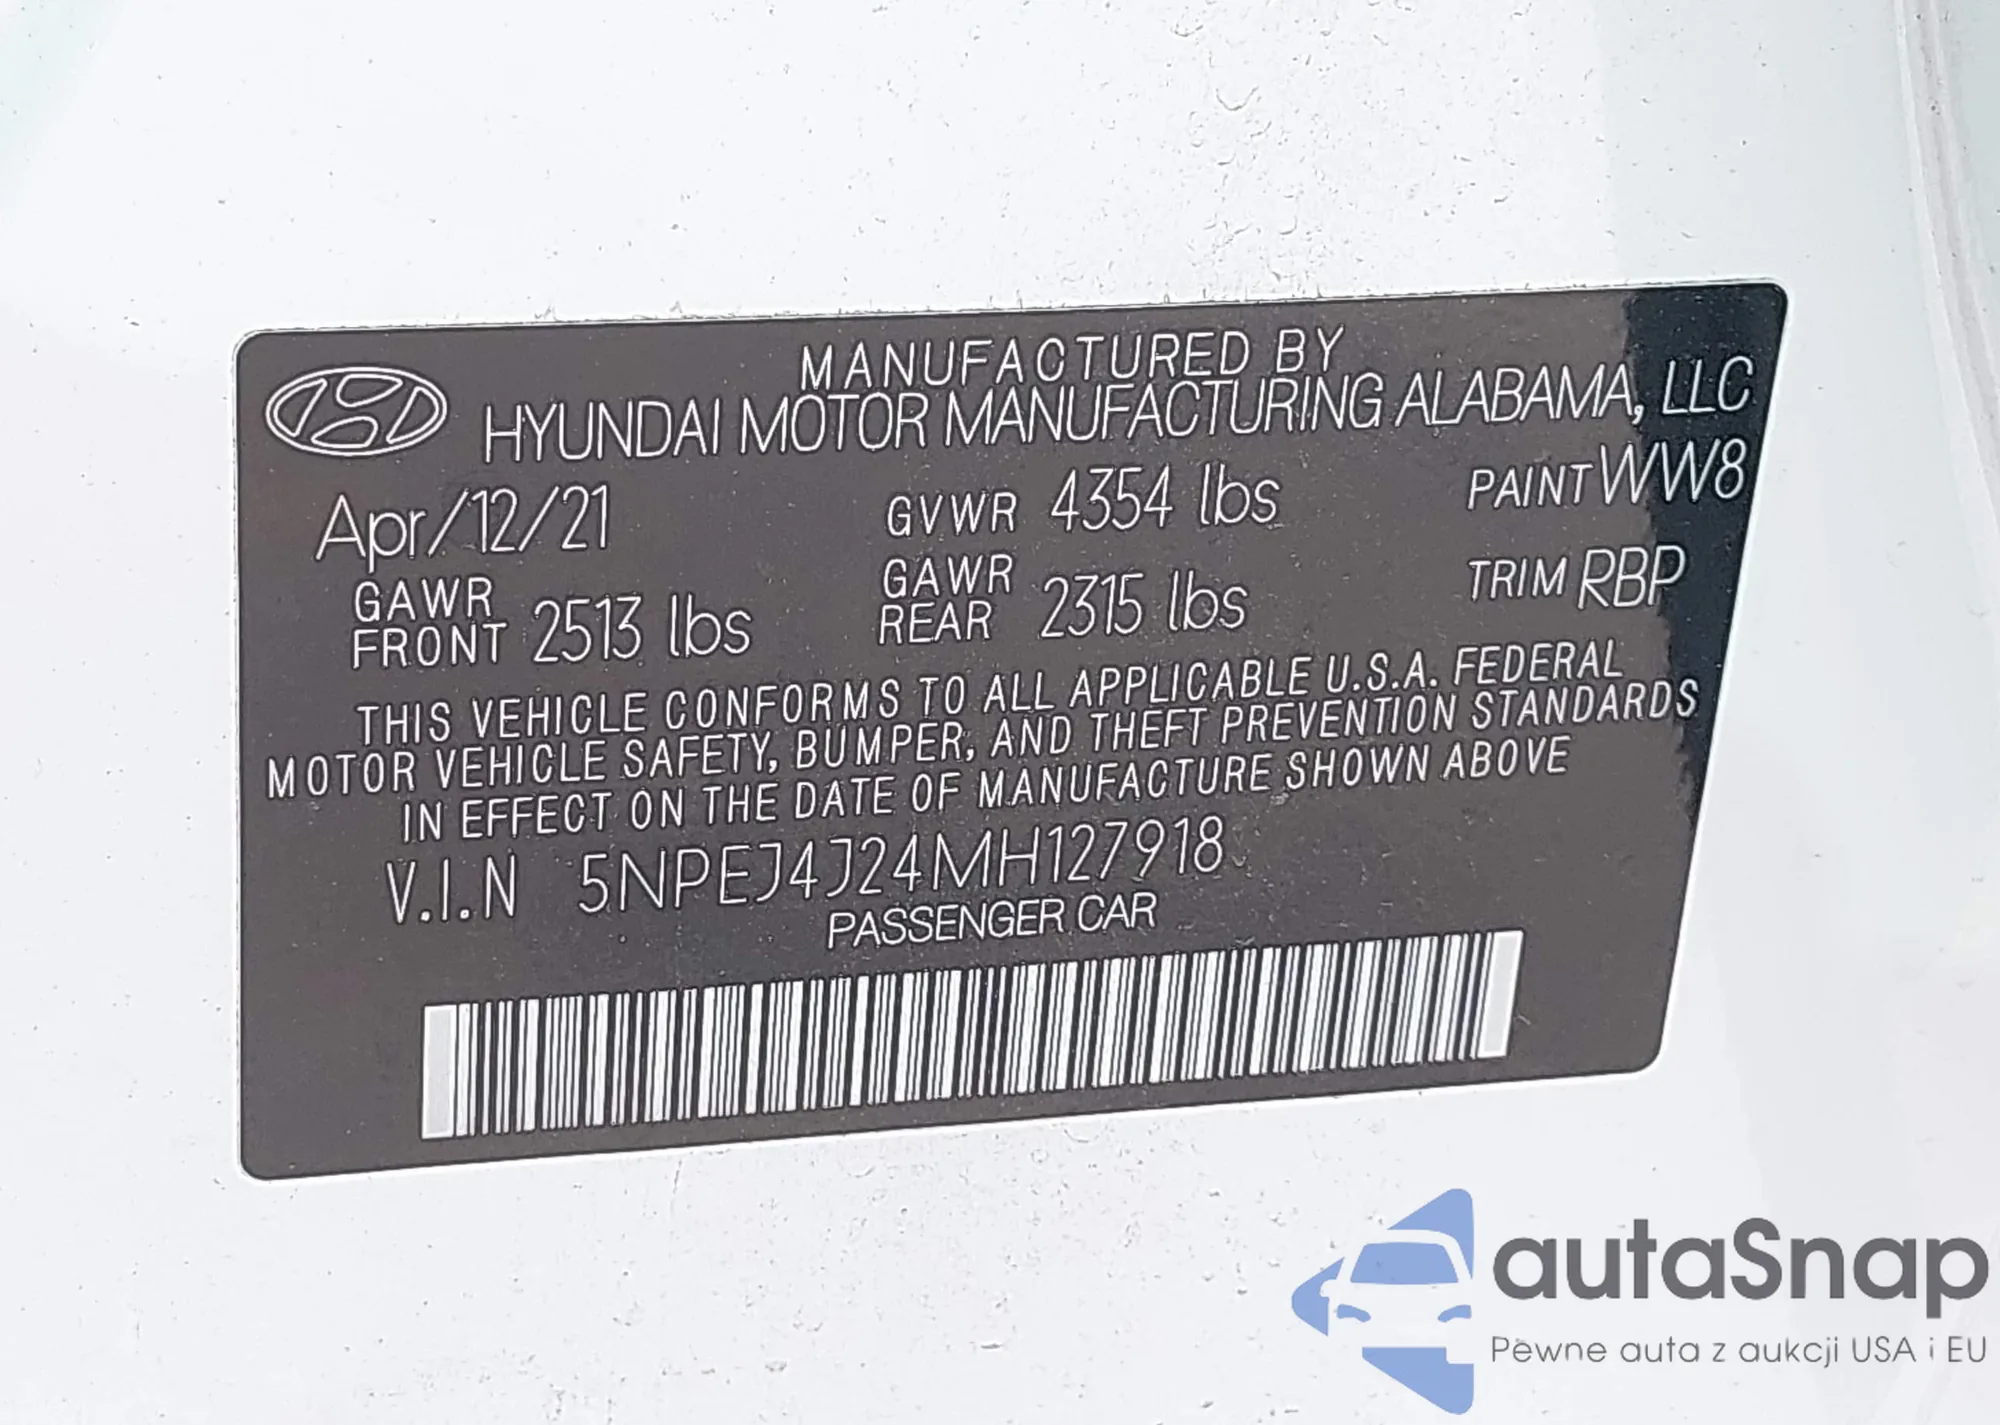 MANUFACTURED BY
HYUNDAI MOTOR MANUFACTURING ALABAMA, LLC
Apr/12/21 GVWR 4354 lbs PAINT WW8
GAWR FRONT 2513 lbs GAWR REAR 2315 lbs TRIM RBP
THIS VEHICLE CONFORMS TO ALL APPLICABLE U.S.A. FEDERAL
MOTOR VEHICLE SAFETY, BUMPER, AND THEFT PREVENTION STANDARDS
IN EFFECT ON THE DATE OF MANUFACTURE SHOWN ABOVE
V.I.N 5NPEJ4J24MH127918
PASSENGER CAR
autaSnap
Pewne auta z aukcji USA i EU